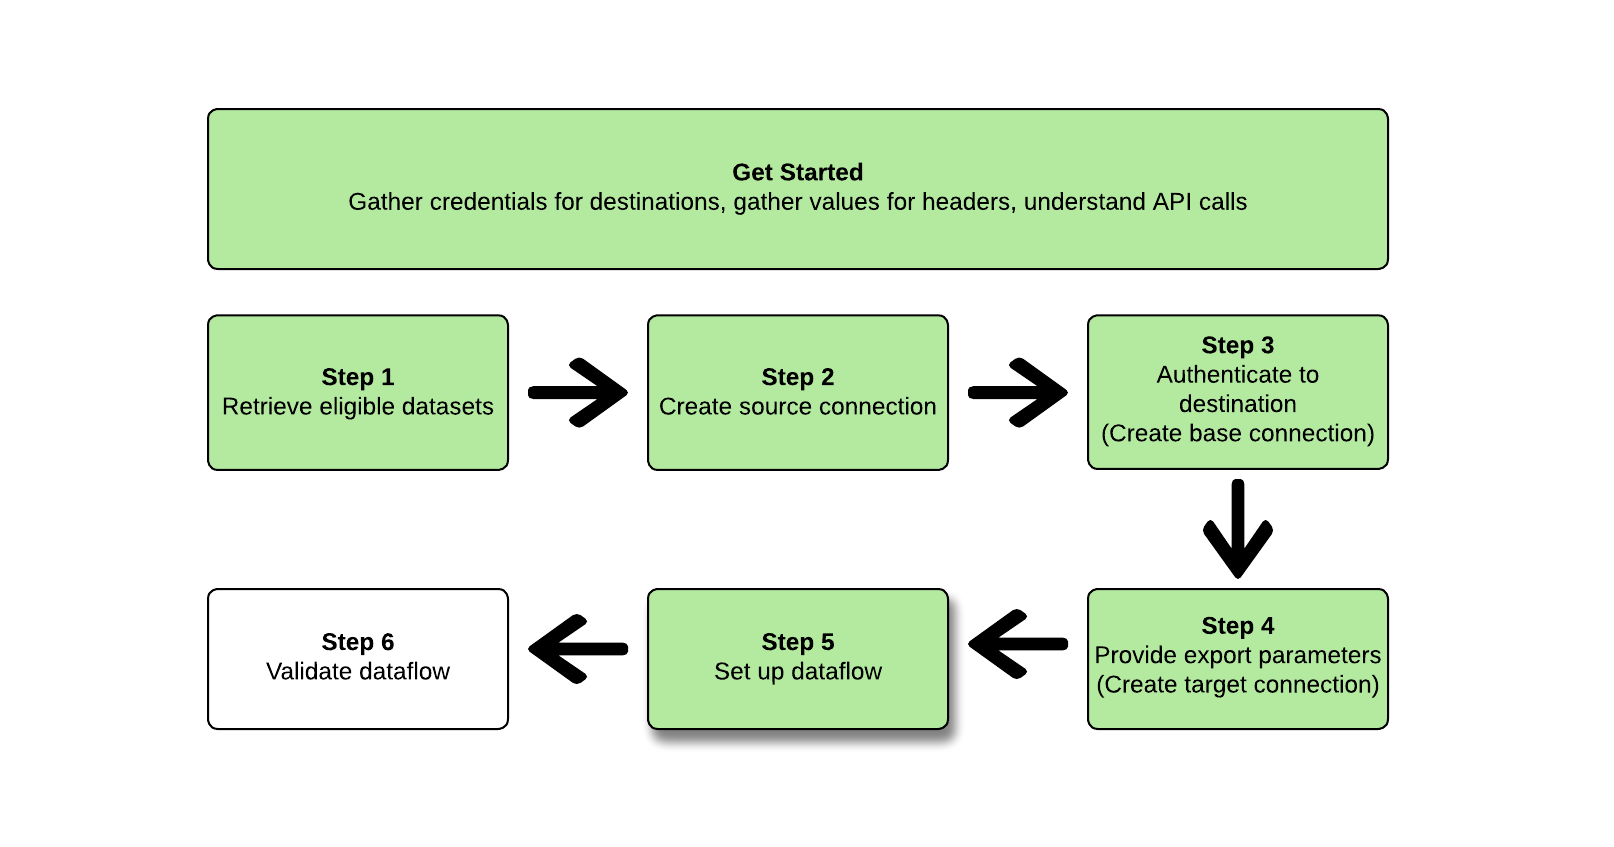 Get Started
Gather credentials for destinations, gather values for headers, understand API calls
Step 1
Retrieve eligible datasets
Step 2
Create source connection
Step 3
Authenticate to
destination
(Create base connection)
Step 4
Provide export parameters
(Create target connection)
Step 5
Set up dataflow
Step 6
Validate dataflow